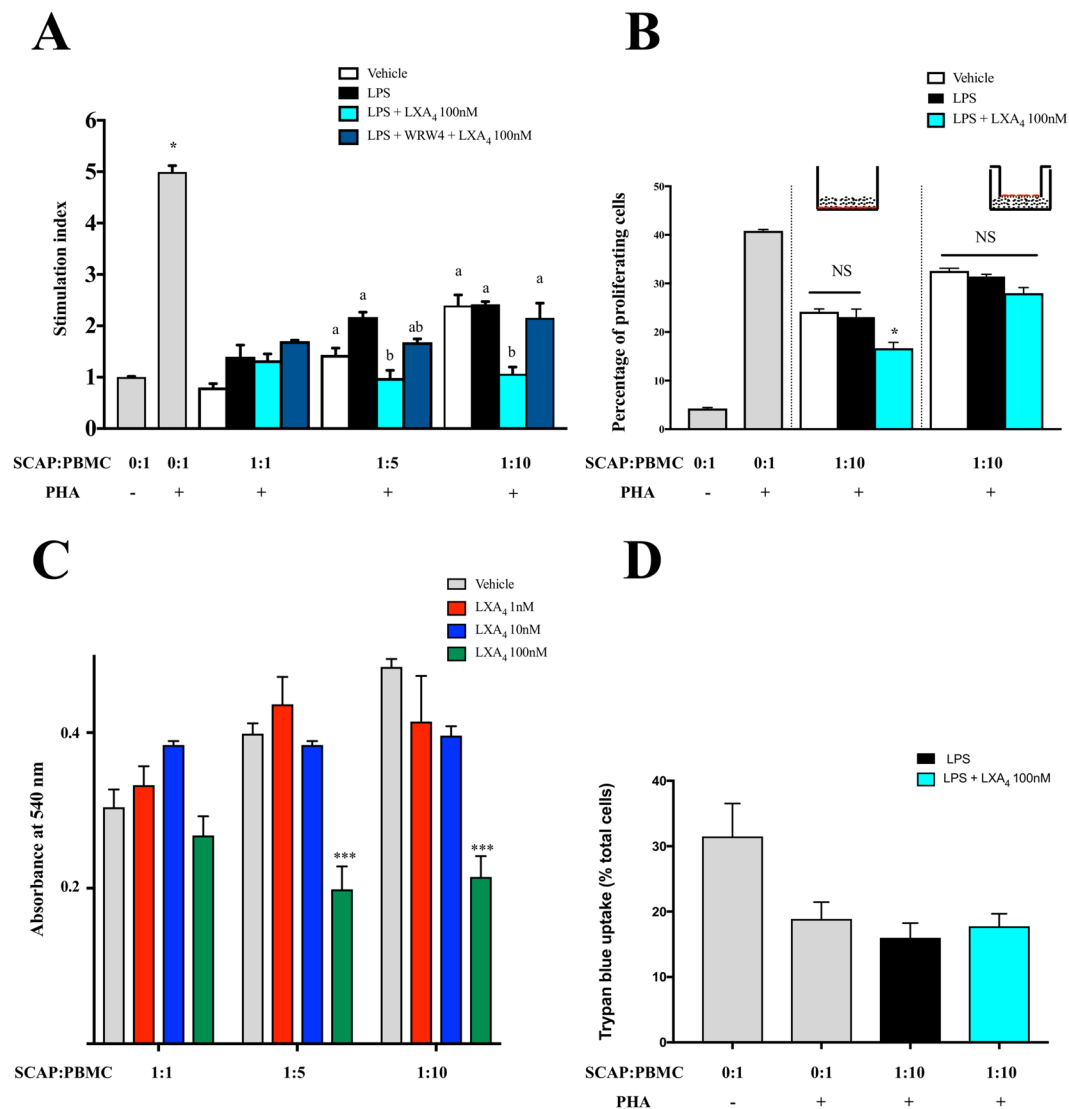 A
Vehicle
LPS
LPS + LXA4 100nM
LPS + WRW4 + LXA4 100nM
Stimulation index
6
5
4
3
2
1
0
*
a
a
b
ab
a
a
b
a
SCAP:PBMC 0:1 0:1 1:1 1:5 1:10
PHA - + + + +
B
Vehicle
LPS
LPS + LXA4 100nM
Percentage of proliferating cells
50
40
30
20
10
0
NS
*
NS
SCAP:PBMC 0:1 0:1 1:10 1:10
PHA - + + +
C
Vehicle
LXA4 1nM
LXA4 10nM
LXA4 100nM
Absorbance at 540 nm
0.4
0.2
***
***
SCAP:PBMC 1:1 1:5 1:10
D
LPS
LPS + LXA4 100nM
Trypan blue uptake (% total cells)
40
30
20
10
0
SCAP:PBMC 0:1 0:1 1:10 1:10
PHA - + + +